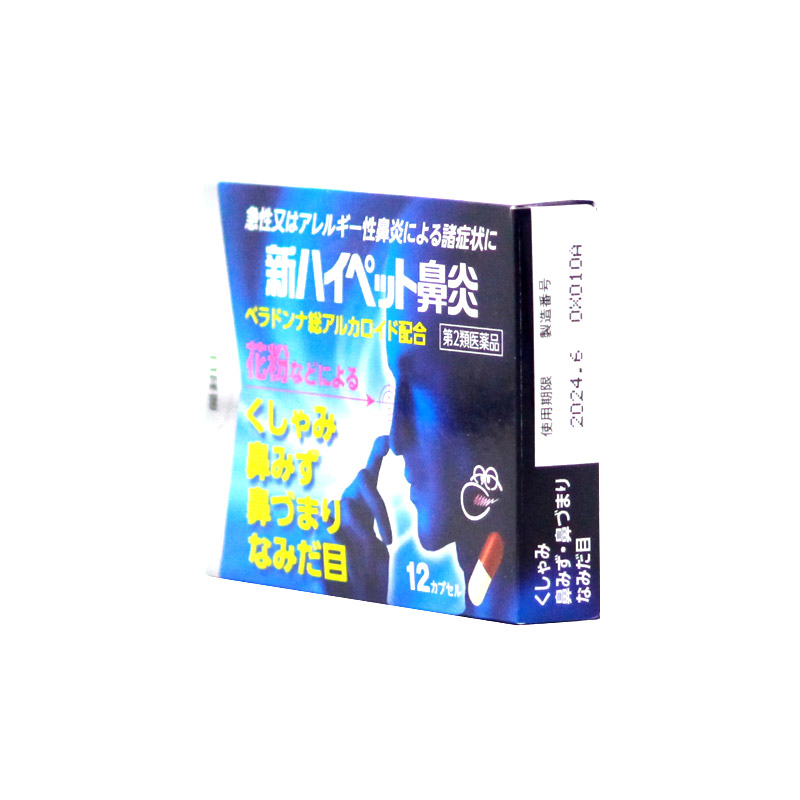 急性又はアレルギー性鼻炎による諸症状に
新ハイペット鼻炎
ベラドンナ総アルカロイド配合
第2類医薬品
花粉などによる
くしゃみ
鼻みず
鼻づまり
なみだ目
12カプセル
製造番号 0X010A
使用期限 2024.6
くしゃみ
鼻みず・鼻づまり
なみだ目